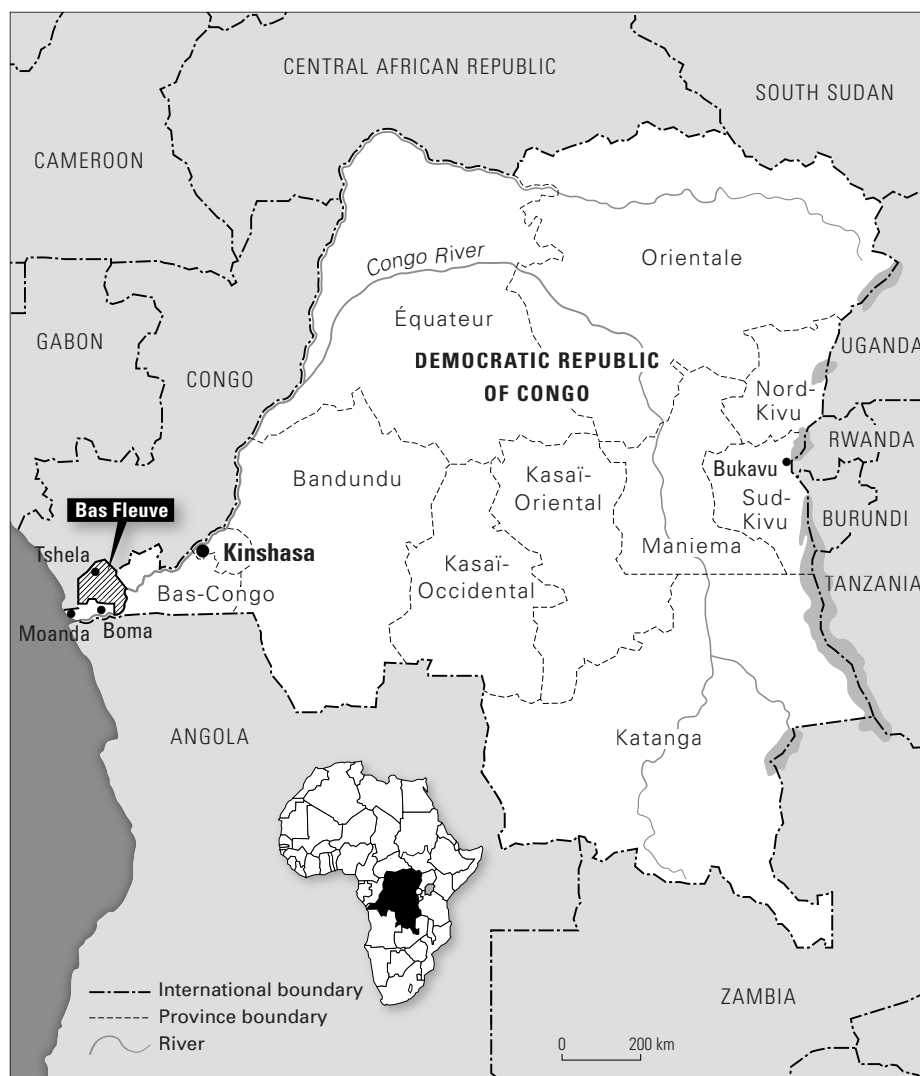 CENTRAL AFRICAN REPUBLIC
SOUTH SUDAN
CAMEROON
Congo River
Orientale
Équateur
GABON
UGANDA
CONGO
DEMOCRATIC REPUBLIC
OF CONGO
Nord-
Kivu
RWANDA
Bandundu
Kasaï-
Oriental
Bukavu
Sud-
Kivu
Bas Fleuve
BURUNDI
Tshela
Kinshasa
Maniema
Kasaï-
Occidental
TANZANIA
Bas-Congo
Moanda
Boma
ANGOLA
Katanga
International boundary
Province boundary
River
ZAMBIA
0 200 km